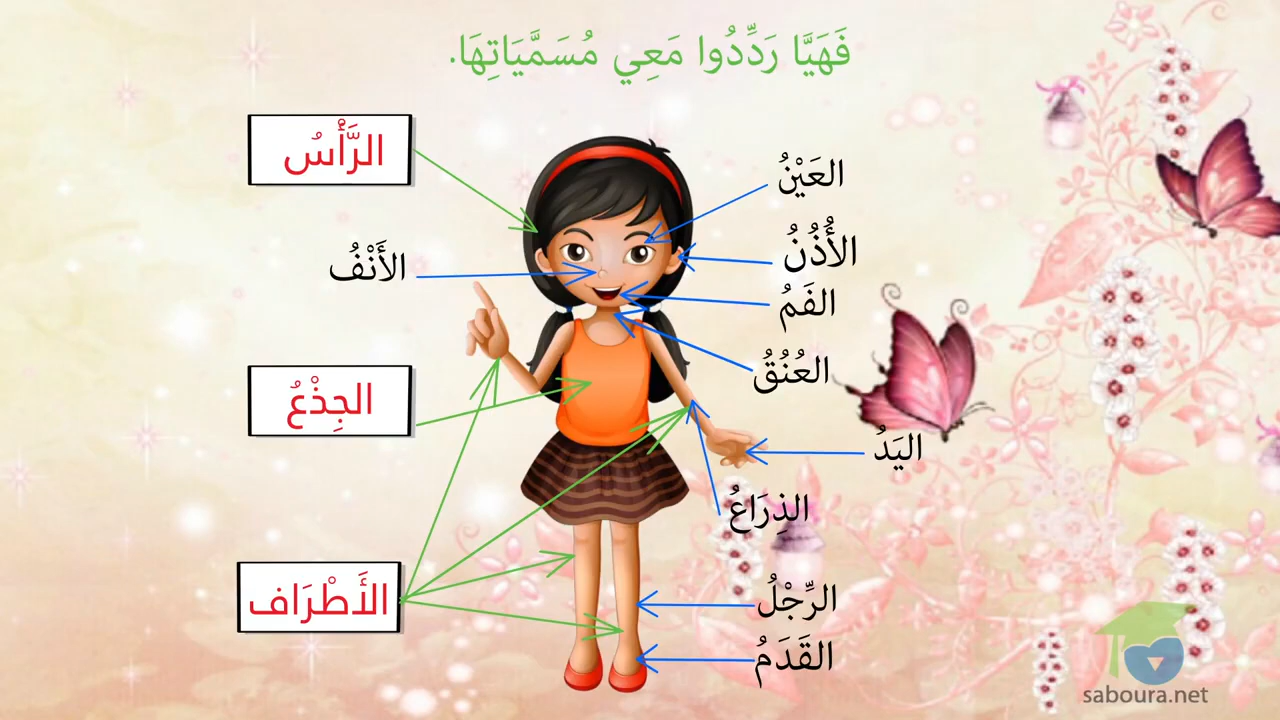 فَهَيَّا رَدِّدُوا مَعِي مُسَمَّيَاتِهَا.
الرَّأْسُ
العَيْنُ
الأُذُنُ
الأَنْفُ
الفَمُ
العُنُقُ
الجِذْعُ
اليَدُ
الذِرَاعُ
الأَطْرَاف
الرِّجْلُ
القَدَمُ
saboura.net